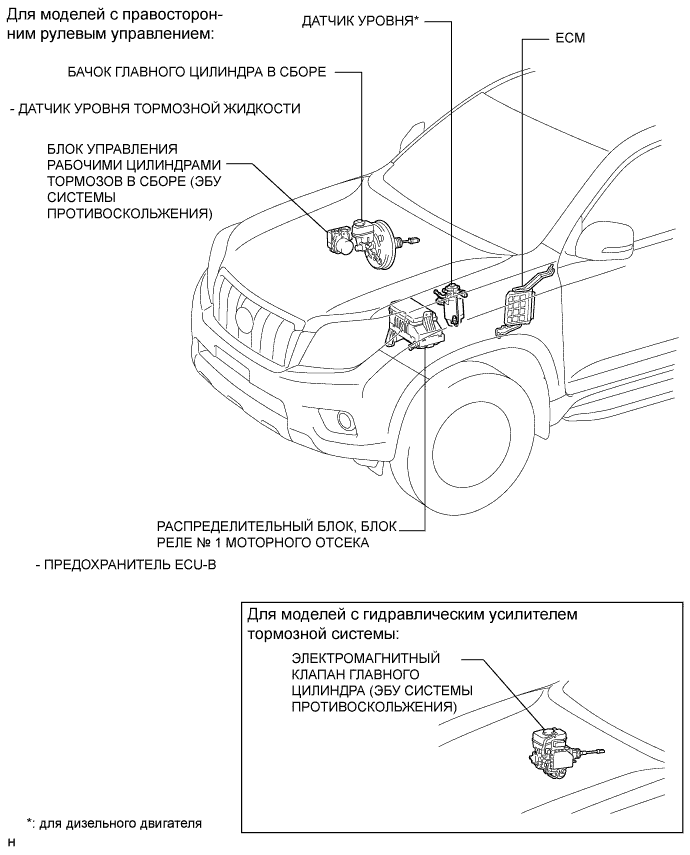 Для моделей с правосторон-
ним рулевым управлением:
ДАТЧИК УРОВНЯ*
ECM
БАЧОК ГЛАВНОГО ЦИЛИНДРА В СБОРЕ
- ДАТЧИК УРОВНЯ ТОРМОЗНОЙ ЖИДКОСТИ
БЛОК УПРАВЛЕНИЯ
РАБОЧИМИ ЦИЛИНДРАМИ
ТОРМОЗОВ В СБОРЕ (ЭБУ
СИСТЕМЫ
ПРОТИВОСКОЛЬЖЕНИЯ)
РАСПРЕДЕЛИТЕЛЬНЫЙ БЛОК, БЛОК
РЕЛЕ № 1 МОТОРНОГО ОТСЕКА
- ПРЕДОХРАНИТЕЛЬ ECU-B
Для моделей с гидравлическим усилителем
тормозной системы:
ЭЛЕКТРОМАГНИТНЫЙ
КЛАПАН ГЛАВНОГО
ЦИЛИНДРА (ЭБУ СИСТЕМЫ
ПРОТИВОСКОЛЬЖЕНИЯ)
*: для дизельного двигателя
н